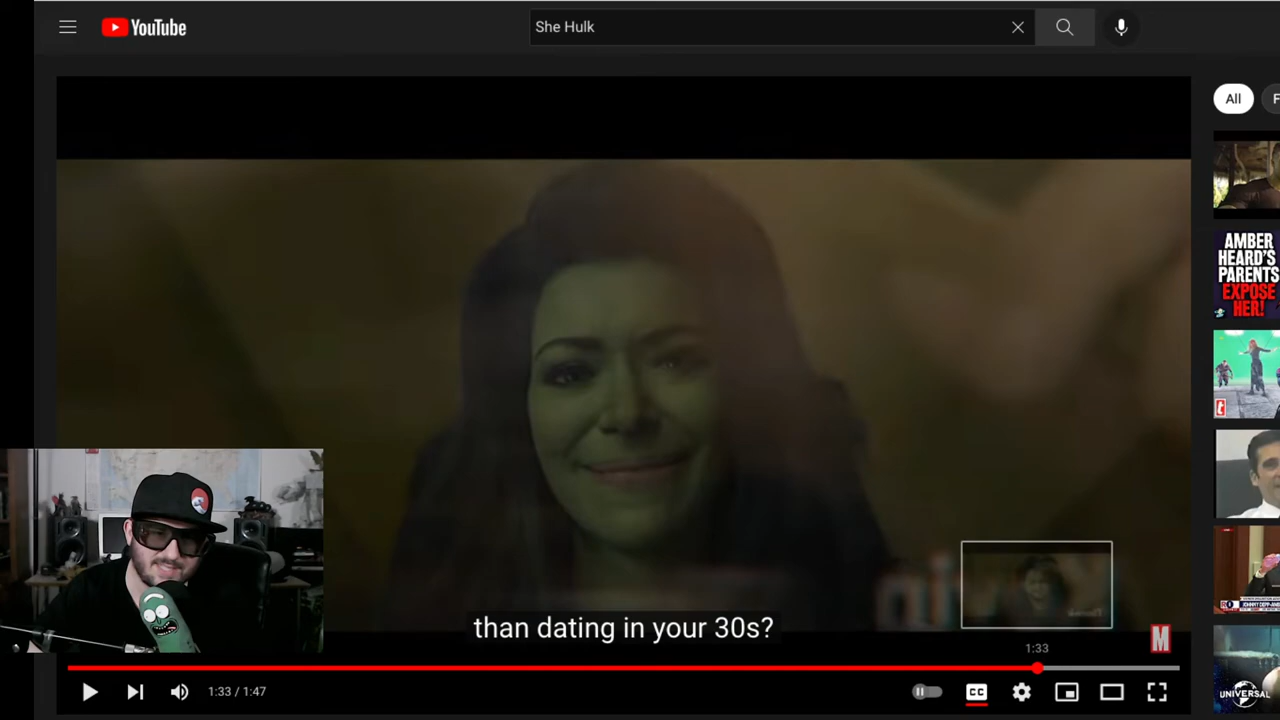 YouTube
She Hulk
All
AMBER
HEARD'S
PARENTS
EXPOSE
HER!
than dating in your 30s?
1:33
M
1:33 / 1:47
CC
UNIVERSAL